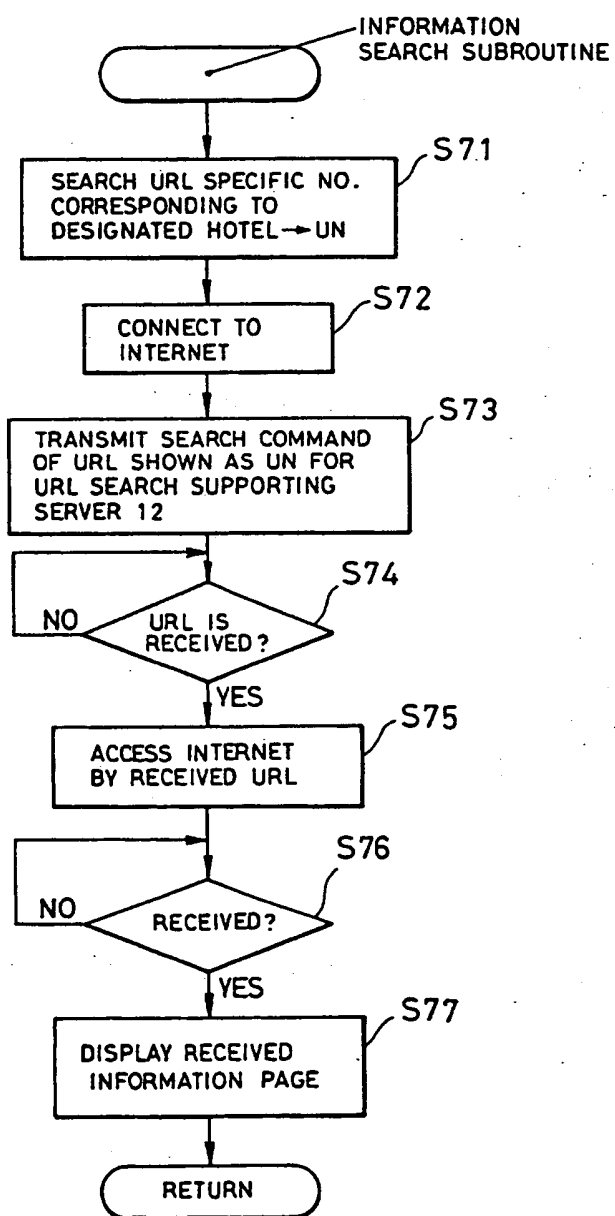 INFORMATION
SEARCH SUBROUTINE
S71
SEARCH URL SPECIFIC NO.
CORRESPONDING TO
DESIGNATED HOTEL→UN
S72
CONNECT TO
INTERNET
S73
TRANSMIT SEARCH COMMAND
OF URL SHOWN AS UN FOR
URL SEARCH SUPPORTING
SERVER 12
S74
NO
URL IS
RECEIVED?
YES
S75
ACCESS INTERNET
BY RECEIVED URL
S76
NO
RECEIVED?
YES
S77
DISPLAY RECEIVED
INFORMATION PAGE
RETURN